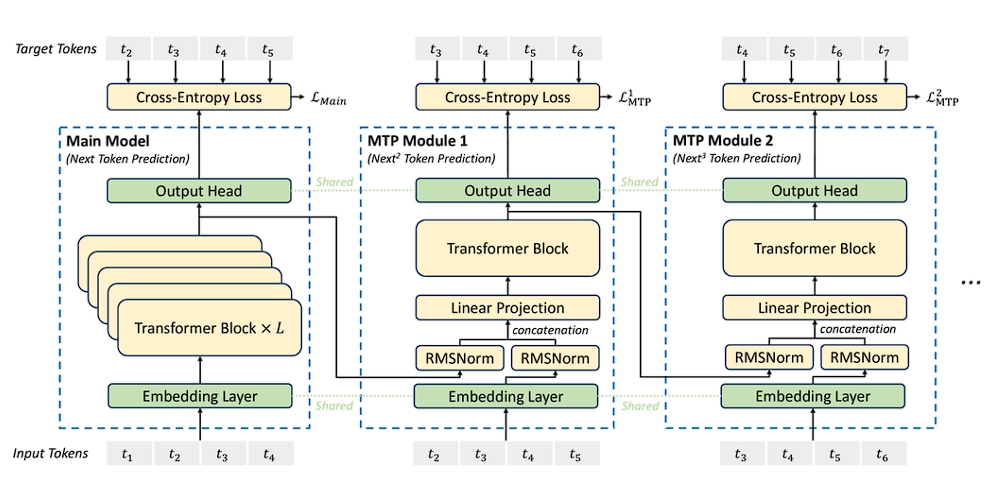 Target Tokens t₂ t₃ t₄ t₅ t₃ t₄ t₅ t₆ t₄ t₅ t₆ t₇
Cross-Entropy Loss ℒ_Main Cross-Entropy Loss ℒ¹_MTP Cross-Entropy Loss ℒ²_MTP
Main Model MTP Module 1 MTP Module 2
(Next Token Prediction) (Next² Token Prediction) (Next³ Token Prediction)
Output Head Shared Output Head Shared Output Head
Transformer Block Transformer Block
...
Linear Projection Linear Projection
Transformer Block × L concatenation concatenation
RMSNorm RMSNorm RMSNorm RMSNorm
Embedding Layer Shared Embedding Layer Shared Embedding Layer
Input Tokens t₁ t₂ t₃ t₄ t₂ t₃ t₄ t₅ t₃ t₄ t₅ t₆